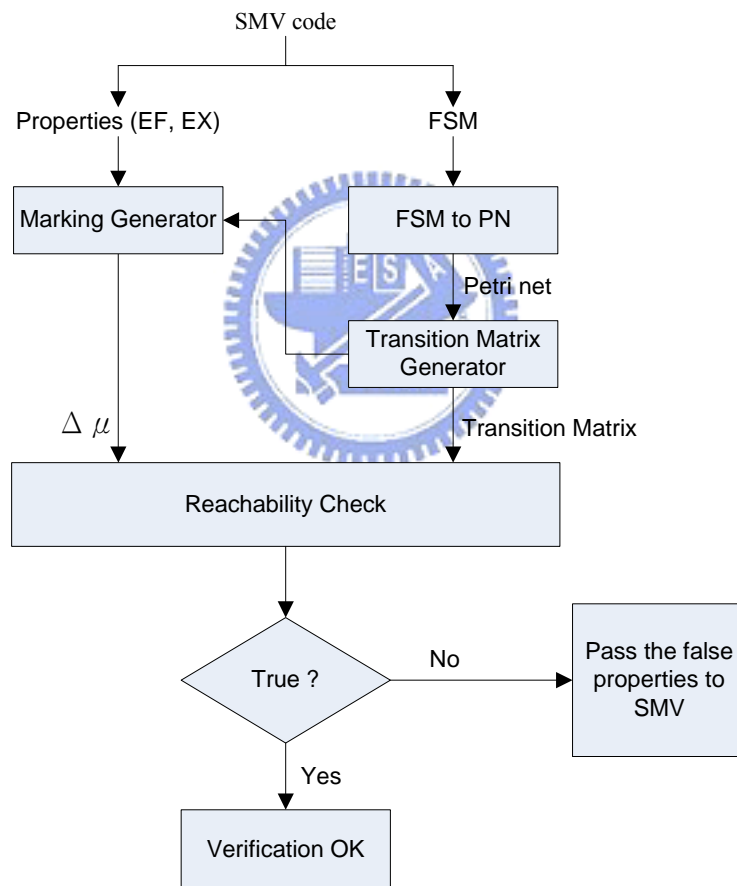 SMV code
Properties (EF, EX)
FSM
Marking Generator
FSM to PN
E S A
Petri net
Transition Matrix
Generator
Δ μ
Transition Matrix
Reachability Check
True ?
No
Pass the false
properties to
SMV
Yes
Verification OK